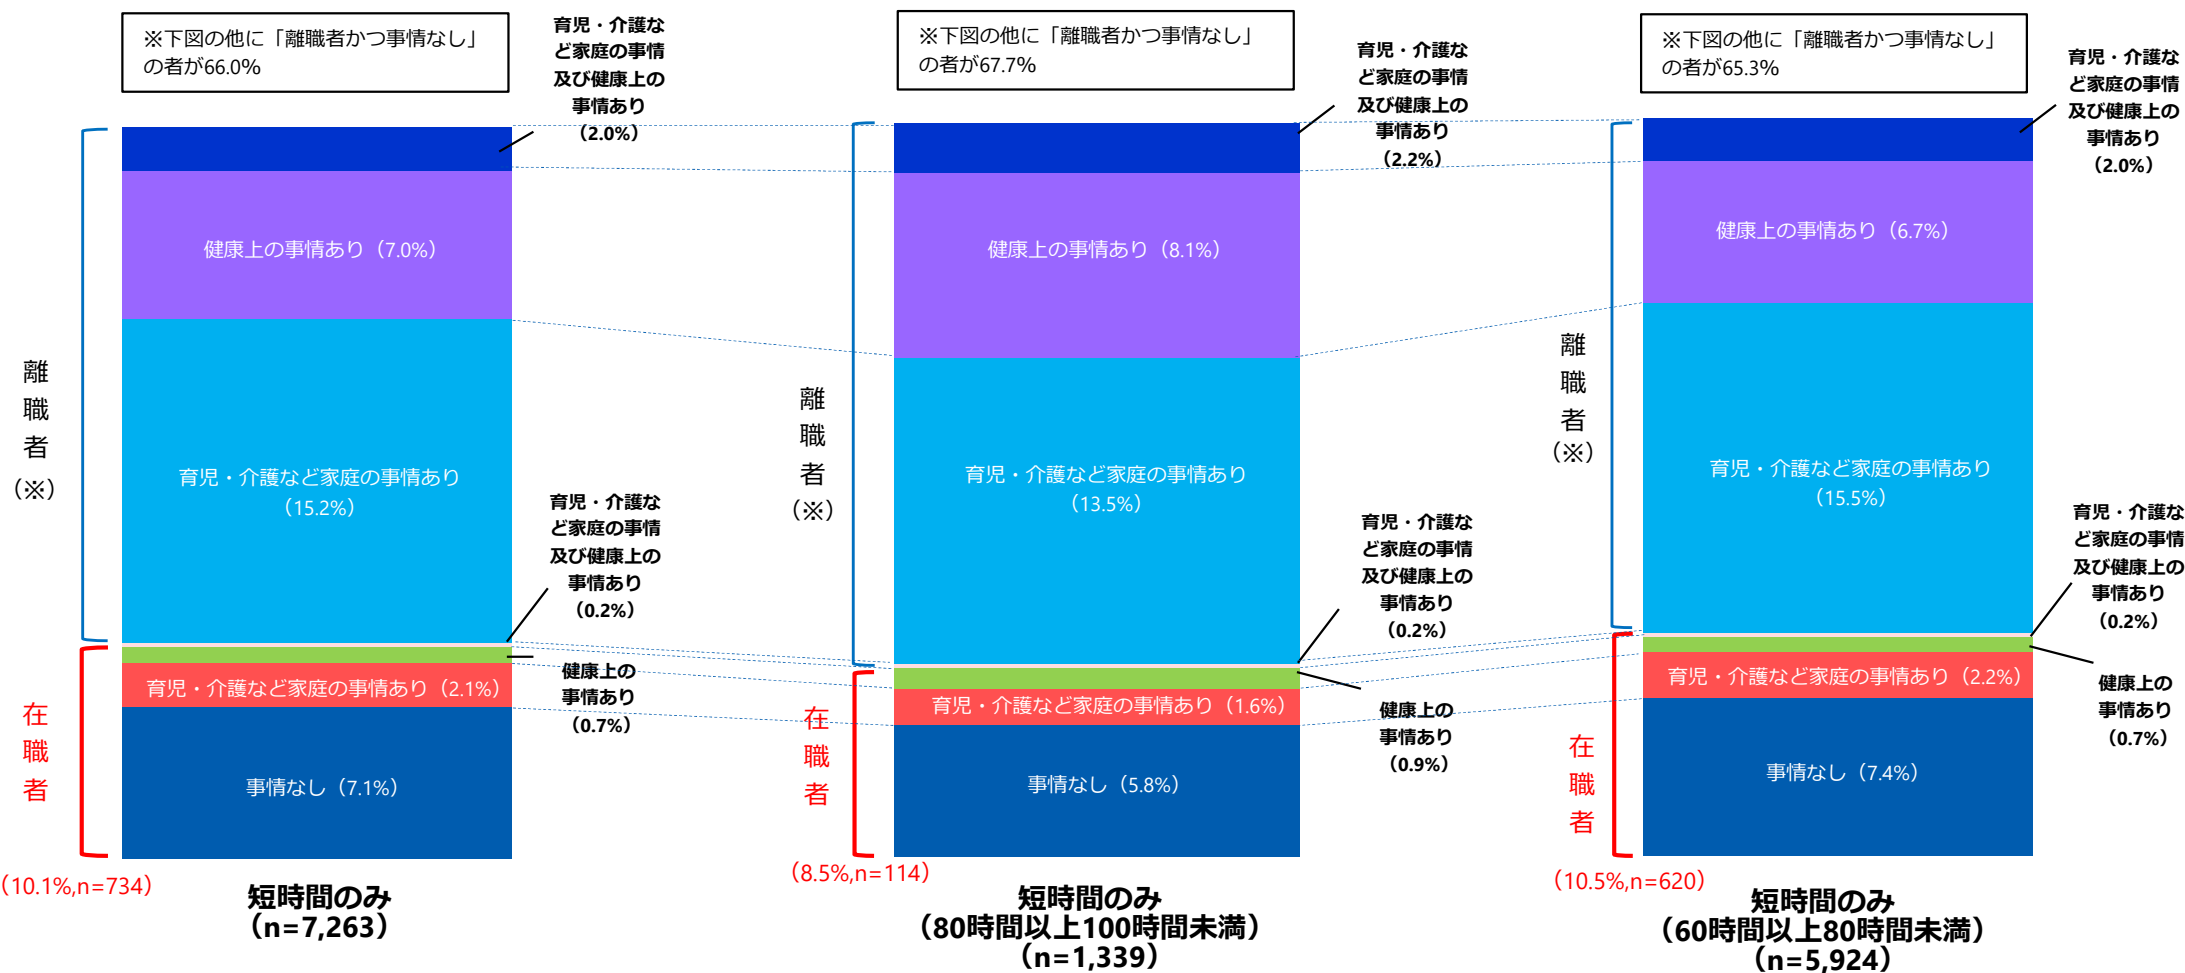 ※下図の他に「離職者かつ事情なし」
の者が66.0%
育児・介護な
ど家庭の事情
及び健康上の
事情あり
（2.0%）
健康上の事情あり（7.0%）
育児・介護など家庭の事情あり
（15.2%）
育児・介護な
ど家庭の事情
及び健康上の
事情あり
（0.2%）
健康上の
事情あり
（0.7%）
育児・介護など家庭の事情あり（2.1%）
事情なし（7.1%）
離
職
者
（※）
在
職
者
（10.1%,n=734）
短時間のみ
（n=7,263）
※下図の他に「離職者かつ事情なし」
の者が67.7%
育児・介護な
ど家庭の事情
及び健康上の
事情あり
（2.2%）
健康上の事情あり（8.1%）
育児・介護など家庭の事情あり
（13.5%）
育児・介護な
ど家庭の事情
及び健康上の
事情あり
（0.2%）
健康上の
事情あり
（0.9%）
育児・介護など家庭の事情あり（1.6%）
事情なし（5.8%）
離
職
者
（※）
在
職
者
（8.5%,n=114）
短時間のみ
（80時間以上100時間未満）
（n=1,339）
※下図の他に「離職者かつ事情なし」
の者が65.3%
育児・介護な
ど家庭の事情
及び健康上の
事情あり
（2.0%）
健康上の事情あり（6.7%）
育児・介護など家庭の事情あり
（15.5%）
育児・介護な
ど家庭の事情
及び健康上の
事情あり
（0.2%）
健康上の
事情あり
（0.7%）
育児・介護など家庭の事情あり（2.2%）
事情なし（7.4%）
離
職
者
（※）
在
職
者
（10.5%,n=620）
短時間のみ
（60時間以上80時間未満）
（n=5,924）